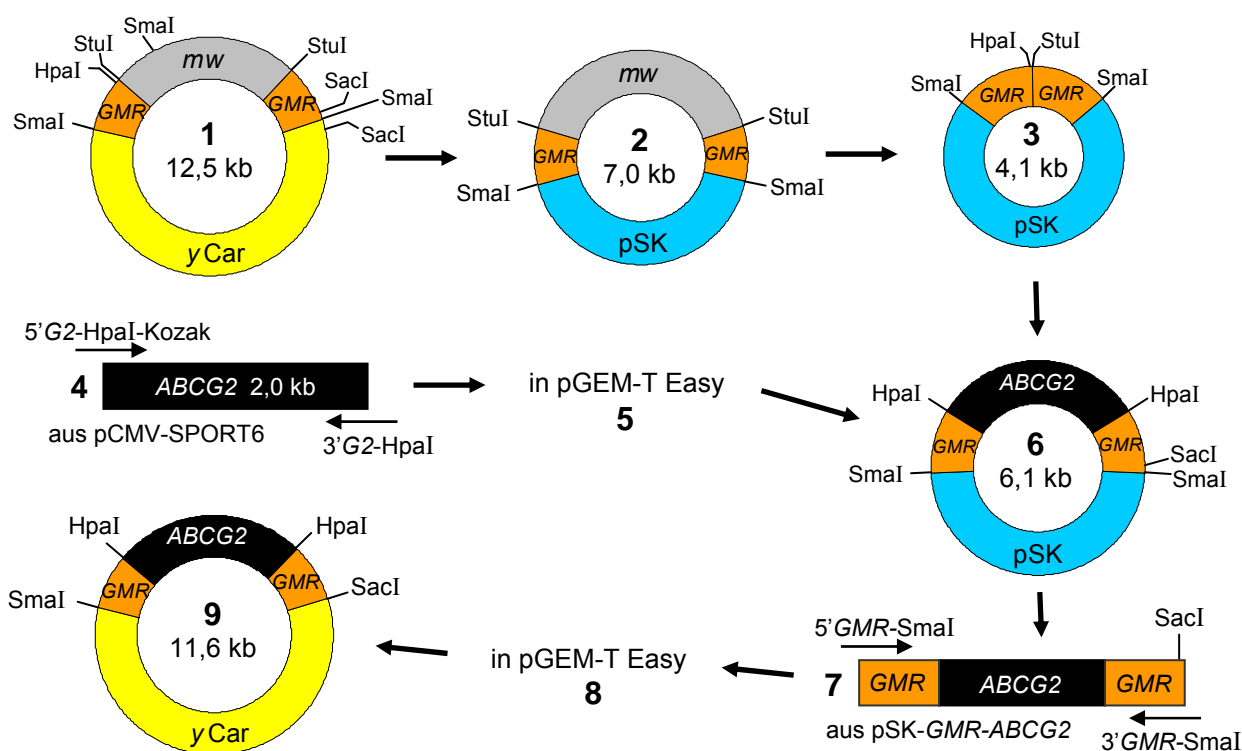 SmaI
StuI
HpaI
mw
StuI
GMR
GMR
SacI
SmaI
SmaI
SacI
1
12,5 kb
y Car
mw
StuI
StuI
2
7,0 kb
GMR
GMR
SmaI
SmaI
pSK
HpaI
StuI
SmaI
SmaI
GMR
GMR
3
4,1 kb
pSK
5'G2-HpaI-Kozak
4
ABCG2 2,0 kb
aus pCMV-SPORT6
3'G2-HpaI
in pGEM-T Easy
5
ABCG2
HpaI
HpaI
GMR
GMR
6
6,1 kb
SacI
SmaI
SmaI
pSK
5'GMR-SmaI
SacI
7
GMR
ABCG2
GMR
aus pSK-GMR-ABCG2
3'GMR-SmaI
in pGEM-T Easy
8
HpaI
ABCG2
HpaI
GMR
GMR
SmaI
SacI
9
11,6 kb
y Car